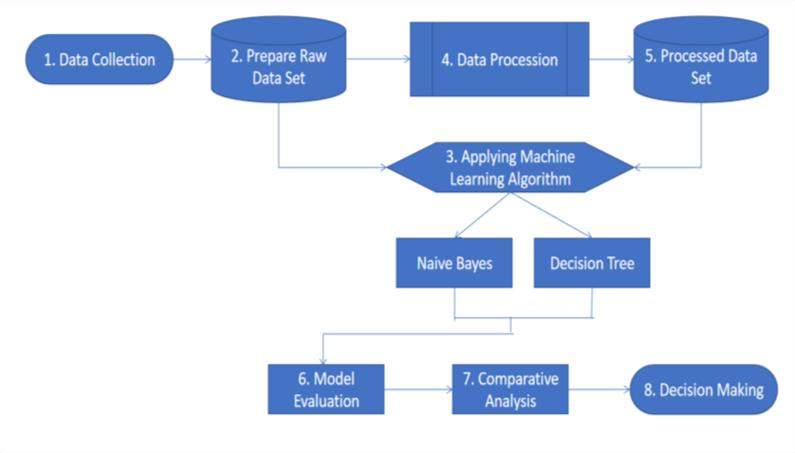 1. Data Collection
2. Prepare Raw
Data Set
4. Data Procession
5. Processed Data
Set
3. Applying Machine
Learning Algorithm
Naive Bayes
Decision Tree
6. Model
Evaluation
7. Comparative
Analysis
8. Decision Making